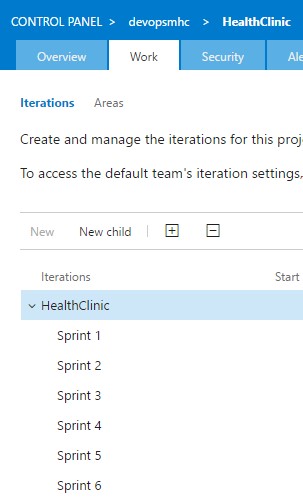 CONTROL PANEL > devopsmhc > HealthClinic
Overview Work Security Ale
Iterations Areas
Create and manage the iterations for this proj
To access the default team's iteration settings,
New New child
Iterations Start
HealthClinic
Sprint 1
Sprint 2
Sprint 3
Sprint 4
Sprint 5
Sprint 6